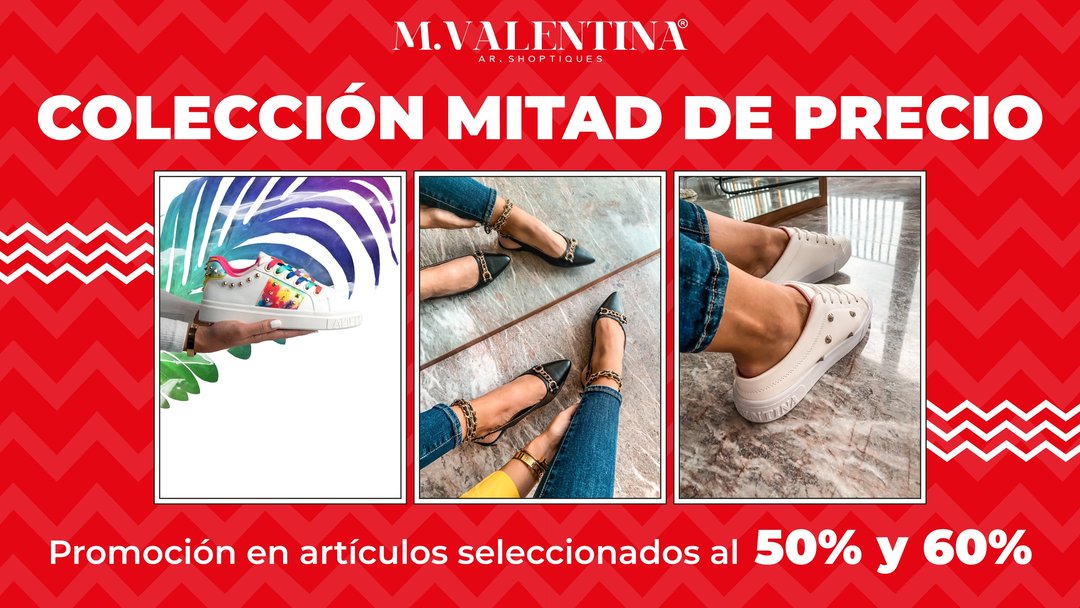 M.VALENTINA®
AR. SHOPTIQUES
COLECCIÓN MITAD DE PRECIO
Promoción en artículos seleccionados al 50% y 60%